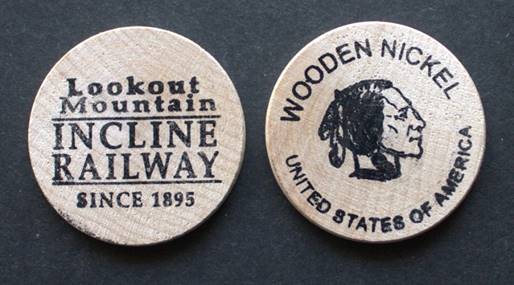 Lookout
Mountain
INCLINE
RAILWAY
SINCE 1895
WOODEN NICKEL
UNITED STATES OF AMERICA